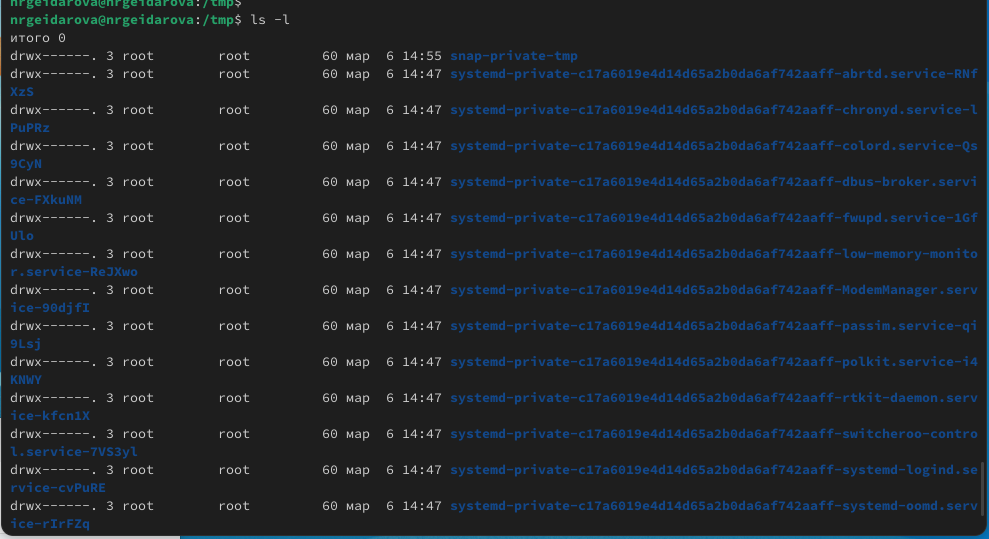 nrgeidarova@nrgeidarova:/tmp$
nrgeidarova@nrgeidarova:/tmp$ ls -l
итого 0
drwx------. 3 root        root         60 мар  6 14:55 snap-private-tmp
drwx------. 3 root        root         60 мар  6 14:47 systemd-private-c17a6019e4d14d65a2b0da6af742aaff-abrtd.service-RNf
XzS
drwx------. 3 root        root         60 мар  6 14:47 systemd-private-c17a6019e4d14d65a2b0da6af742aaff-chronyd.service-l
PuPRz
drwx------. 3 root        root         60 мар  6 14:47 systemd-private-c17a6019e4d14d65a2b0da6af742aaff-colord.service-Qs
9CyN
drwx------. 3 root        root         60 мар  6 14:47 systemd-private-c17a6019e4d14d65a2b0da6af742aaff-dbus-broker.servi
ce-FXkuNM
drwx------. 3 root        root         60 мар  6 14:47 systemd-private-c17a6019e4d14d65a2b0da6af742aaff-fwupd.service-1Gf
Ulo
drwx------. 3 root        root         60 мар  6 14:47 systemd-private-c17a6019e4d14d65a2b0da6af742aaff-low-memory-monito
r.service-ReJXwo
drwx------. 3 root        root         60 мар  6 14:47 systemd-private-c17a6019e4d14d65a2b0da6af742aaff-ModemManager.serv
ice-90djfI
drwx------. 3 root        root         60 мар  6 14:47 systemd-private-c17a6019e4d14d65a2b0da6af742aaff-passim.service-qi
9Lsj
drwx------. 3 root        root         60 мар  6 14:47 systemd-private-c17a6019e4d14d65a2b0da6af742aaff-polkit.service-i4
KNWY
drwx------. 3 root        root         60 мар  6 14:47 systemd-private-c17a6019e4d14d65a2b0da6af742aaff-rtkit-daemon.serv
ice-kfcn1X
drwx------. 3 root        root         60 мар  6 14:47 systemd-private-c17a6019e4d14d65a2b0da6af742aaff-switcheroo-contro
l.service-7VS3yl
drwx------. 3 root        root         60 мар  6 14:47 systemd-private-c17a6019e4d14d65a2b0da6af742aaff-systemd-logind.se
rvice-cvPuRE
drwx------. 3 root        root         60 мар  6 14:47 systemd-private-c17a6019e4d14d65a2b0da6af742aaff-systemd-oomd.serv
ice-rIrFZq